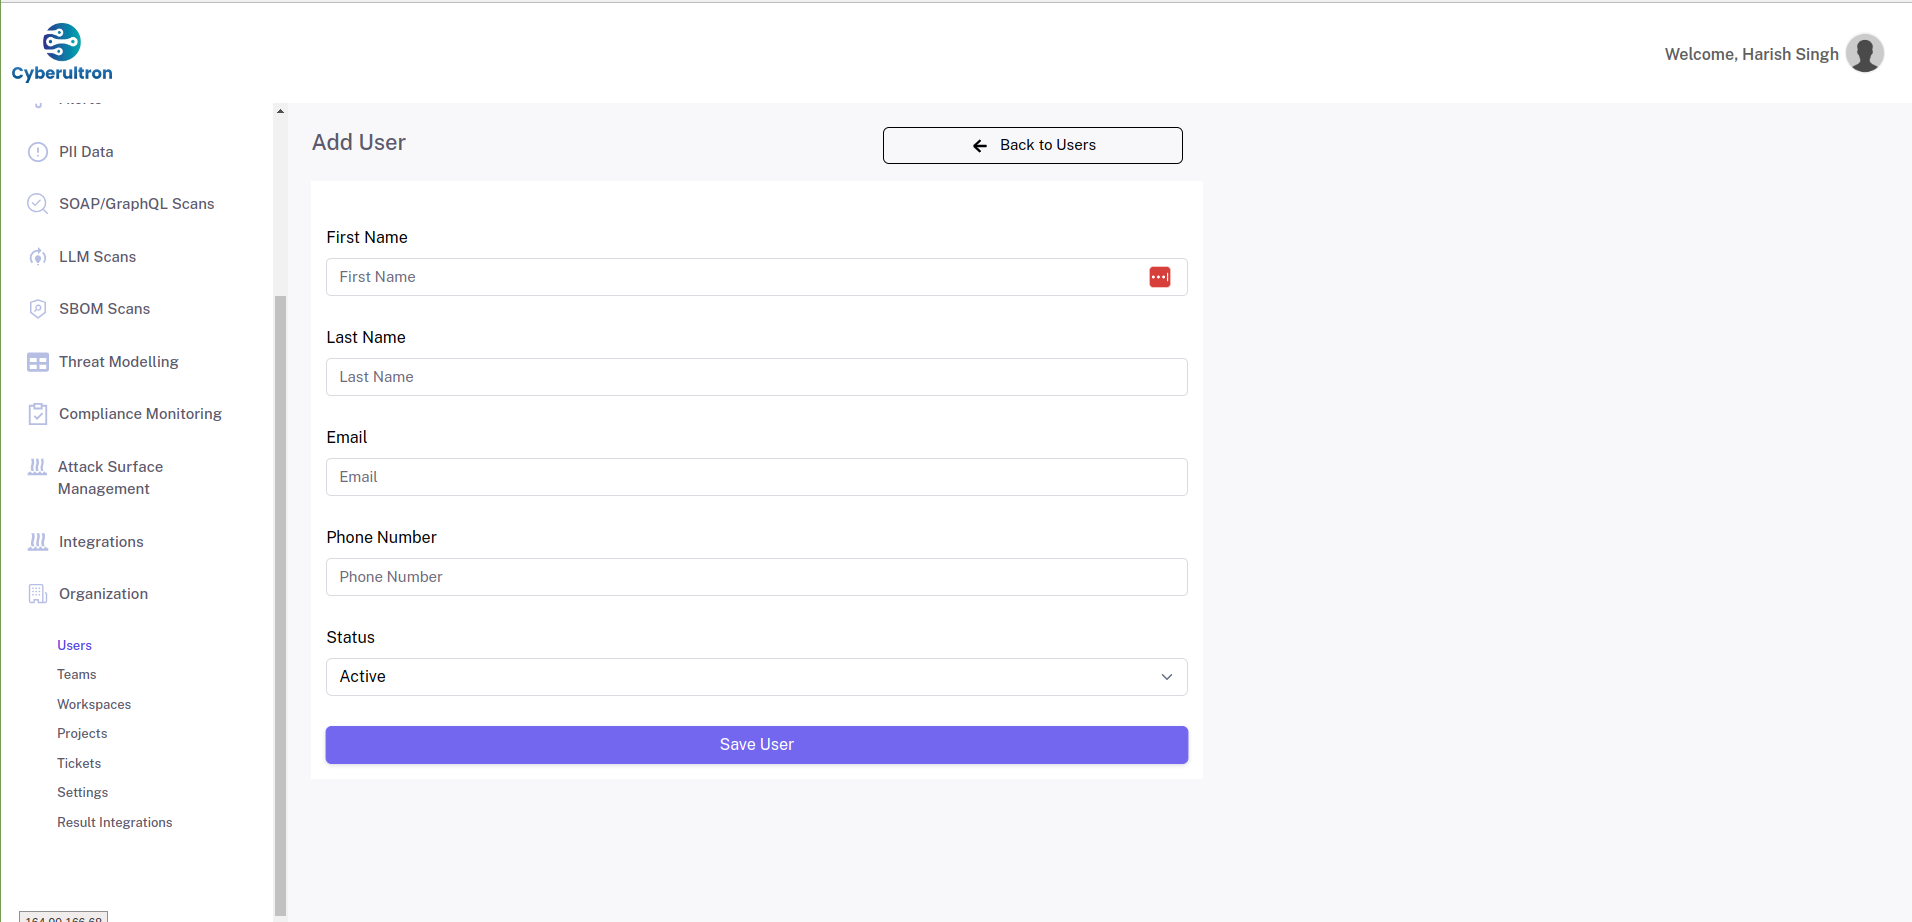 Cyberultron
Welcome, Harish Singh
Add User
Back to Users
PII Data
SOAP/GraphQL Scans
LLM Scans
SBOM Scans
Threat Modelling
Compliance Monitoring
Attack Surface
Management
Integrations
Organization
Users
Teams
Workspaces
Projects
Tickets
Settings
Result Integrations
First Name
First Name
Last Name
Last Name
Email
Email
Phone Number
Phone Number
Status
Active
Save User